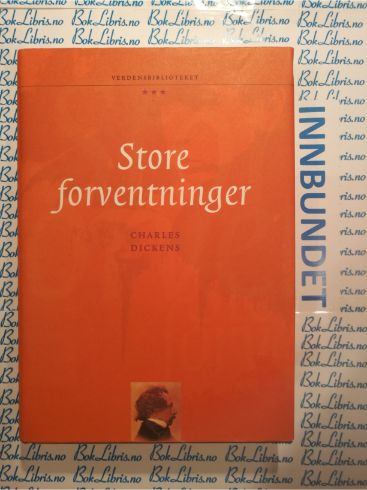 VERDENSBIBLIOTEKET
★★★
Store
forventninger
CHARLES
DICKENS
INNBUNDET
BokLibris.no